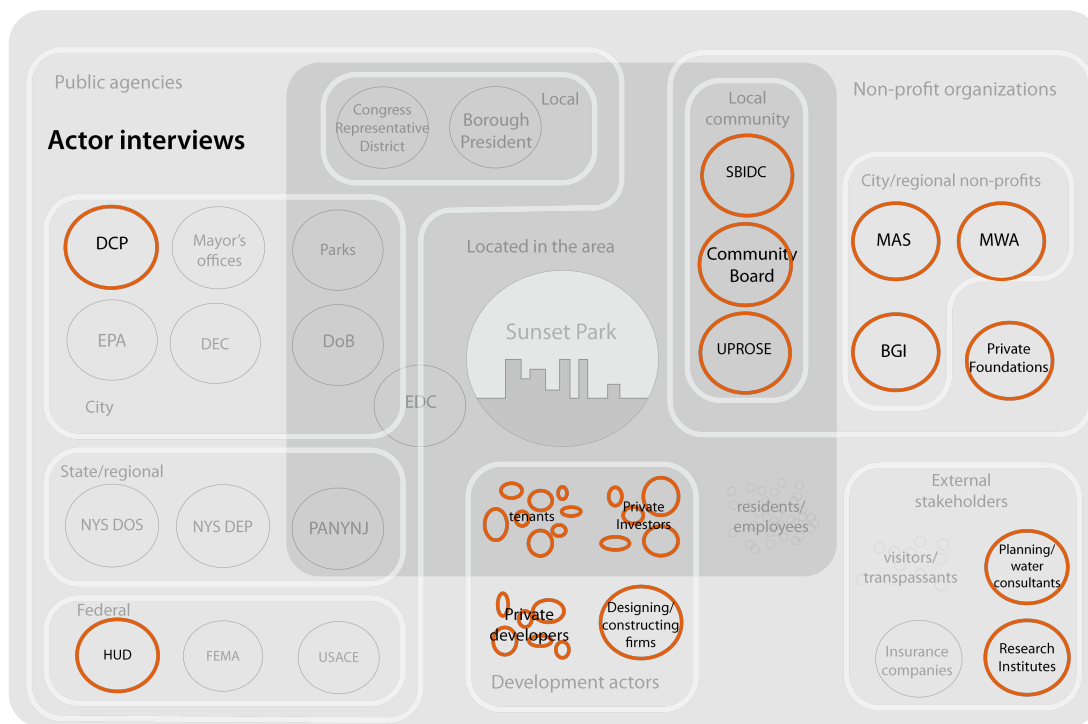 Public agencies
Actor interviews
Congress
Representative
District
Borough
President
Local
DCP
Mayor's
offices
Parks
EPA
DEC
DoB
City
EDC
State/regional
NYS DOS
NYS DEP
PANYNJ
Federal
HUD
FEMA
USACE
Located in the area
Sunset Park
Local
community
SBIDC
Community
Board
UPROSE
Non-profit organizations
City/regional non-profits
MAS
MWA
BGI
Private
Foundations
tenants
Private
Investors
Private
developers
Designing/
constructing
firms
Development actors
residents/
employees
External
stakeholders
visitors/
transpassants
Planning/
water
consultants
Insurance
companies
Research
Institutes